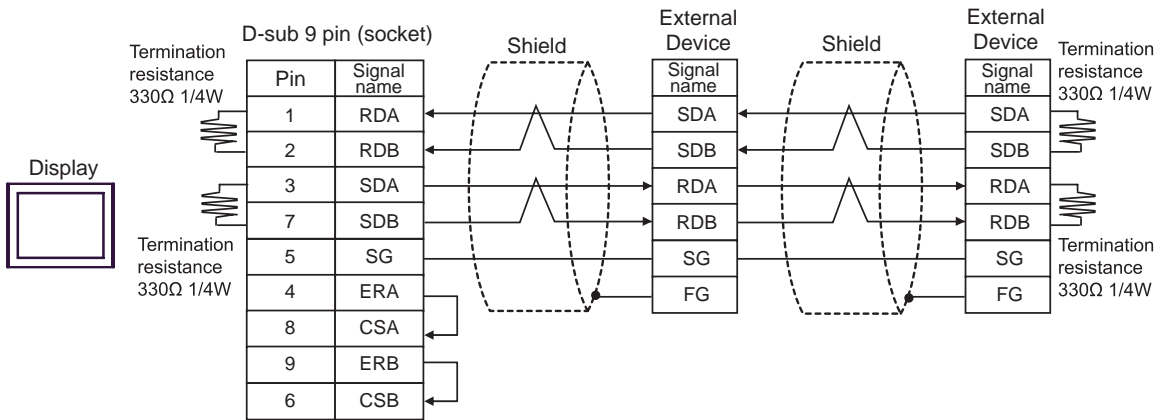 D-sub 9 pin (socket)
Shield
External
Device
Shield
External
Device
Termination
resistance
330Ω 1/4W
Termination
resistance
330Ω 1/4W
Pin Signal name
1 RDA
2 RDB
3 SDA
7 SDB
5 SG
4 ERA
8 CSA
9 ERB
6 CSB
Display
Termination
resistance
330Ω 1/4W
Signal
name
SDA
SDB
RDA
RDB
SG
FG
Signal
name
SDA
SDB
RDA
RDB
SG
FG
Termination
resistance
330Ω 1/4W